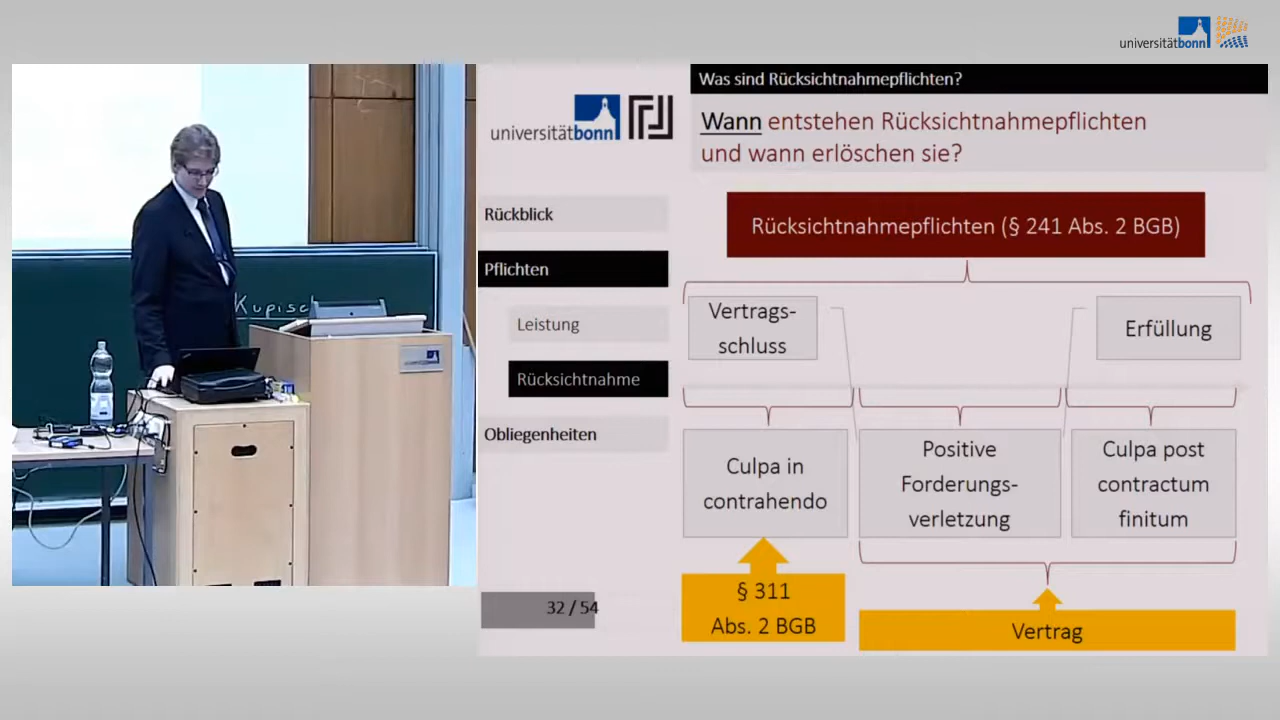 universitätbonn
Was sind Rücksichtnahmepflichten?
universitätbonn
Wann entstehen Rücksichtnahmepflichten
und wann erlöschen sie?
Rückblick
Pflichten
Leistung
Rücksichtnahme
Obliegenheiten
32 / 54
Rücksichtnahmepflichten (§ 241 Abs. 2 BGB)
Vertrags-
schluss
Erfüllung
Culpa in
contrahendo
Positive
Forderungs-
verletzung
Culpa post
contractum
finitum
§ 311
Abs. 2 BGB
Vertrag
Kupisc